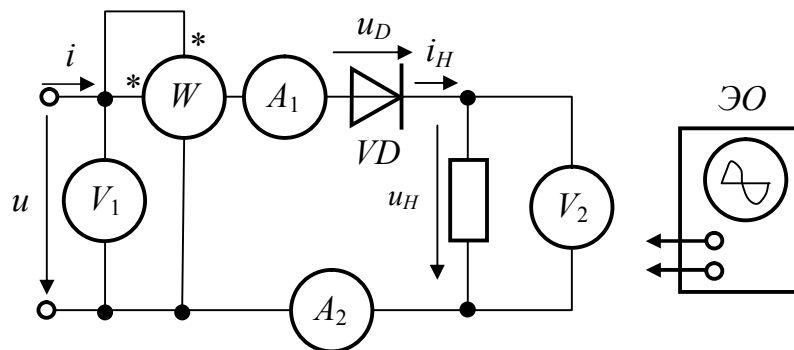 u_D
i
*
i_H
ЭО
*
W
A_1
VD
u
V_1
u_H
V_2
A_2